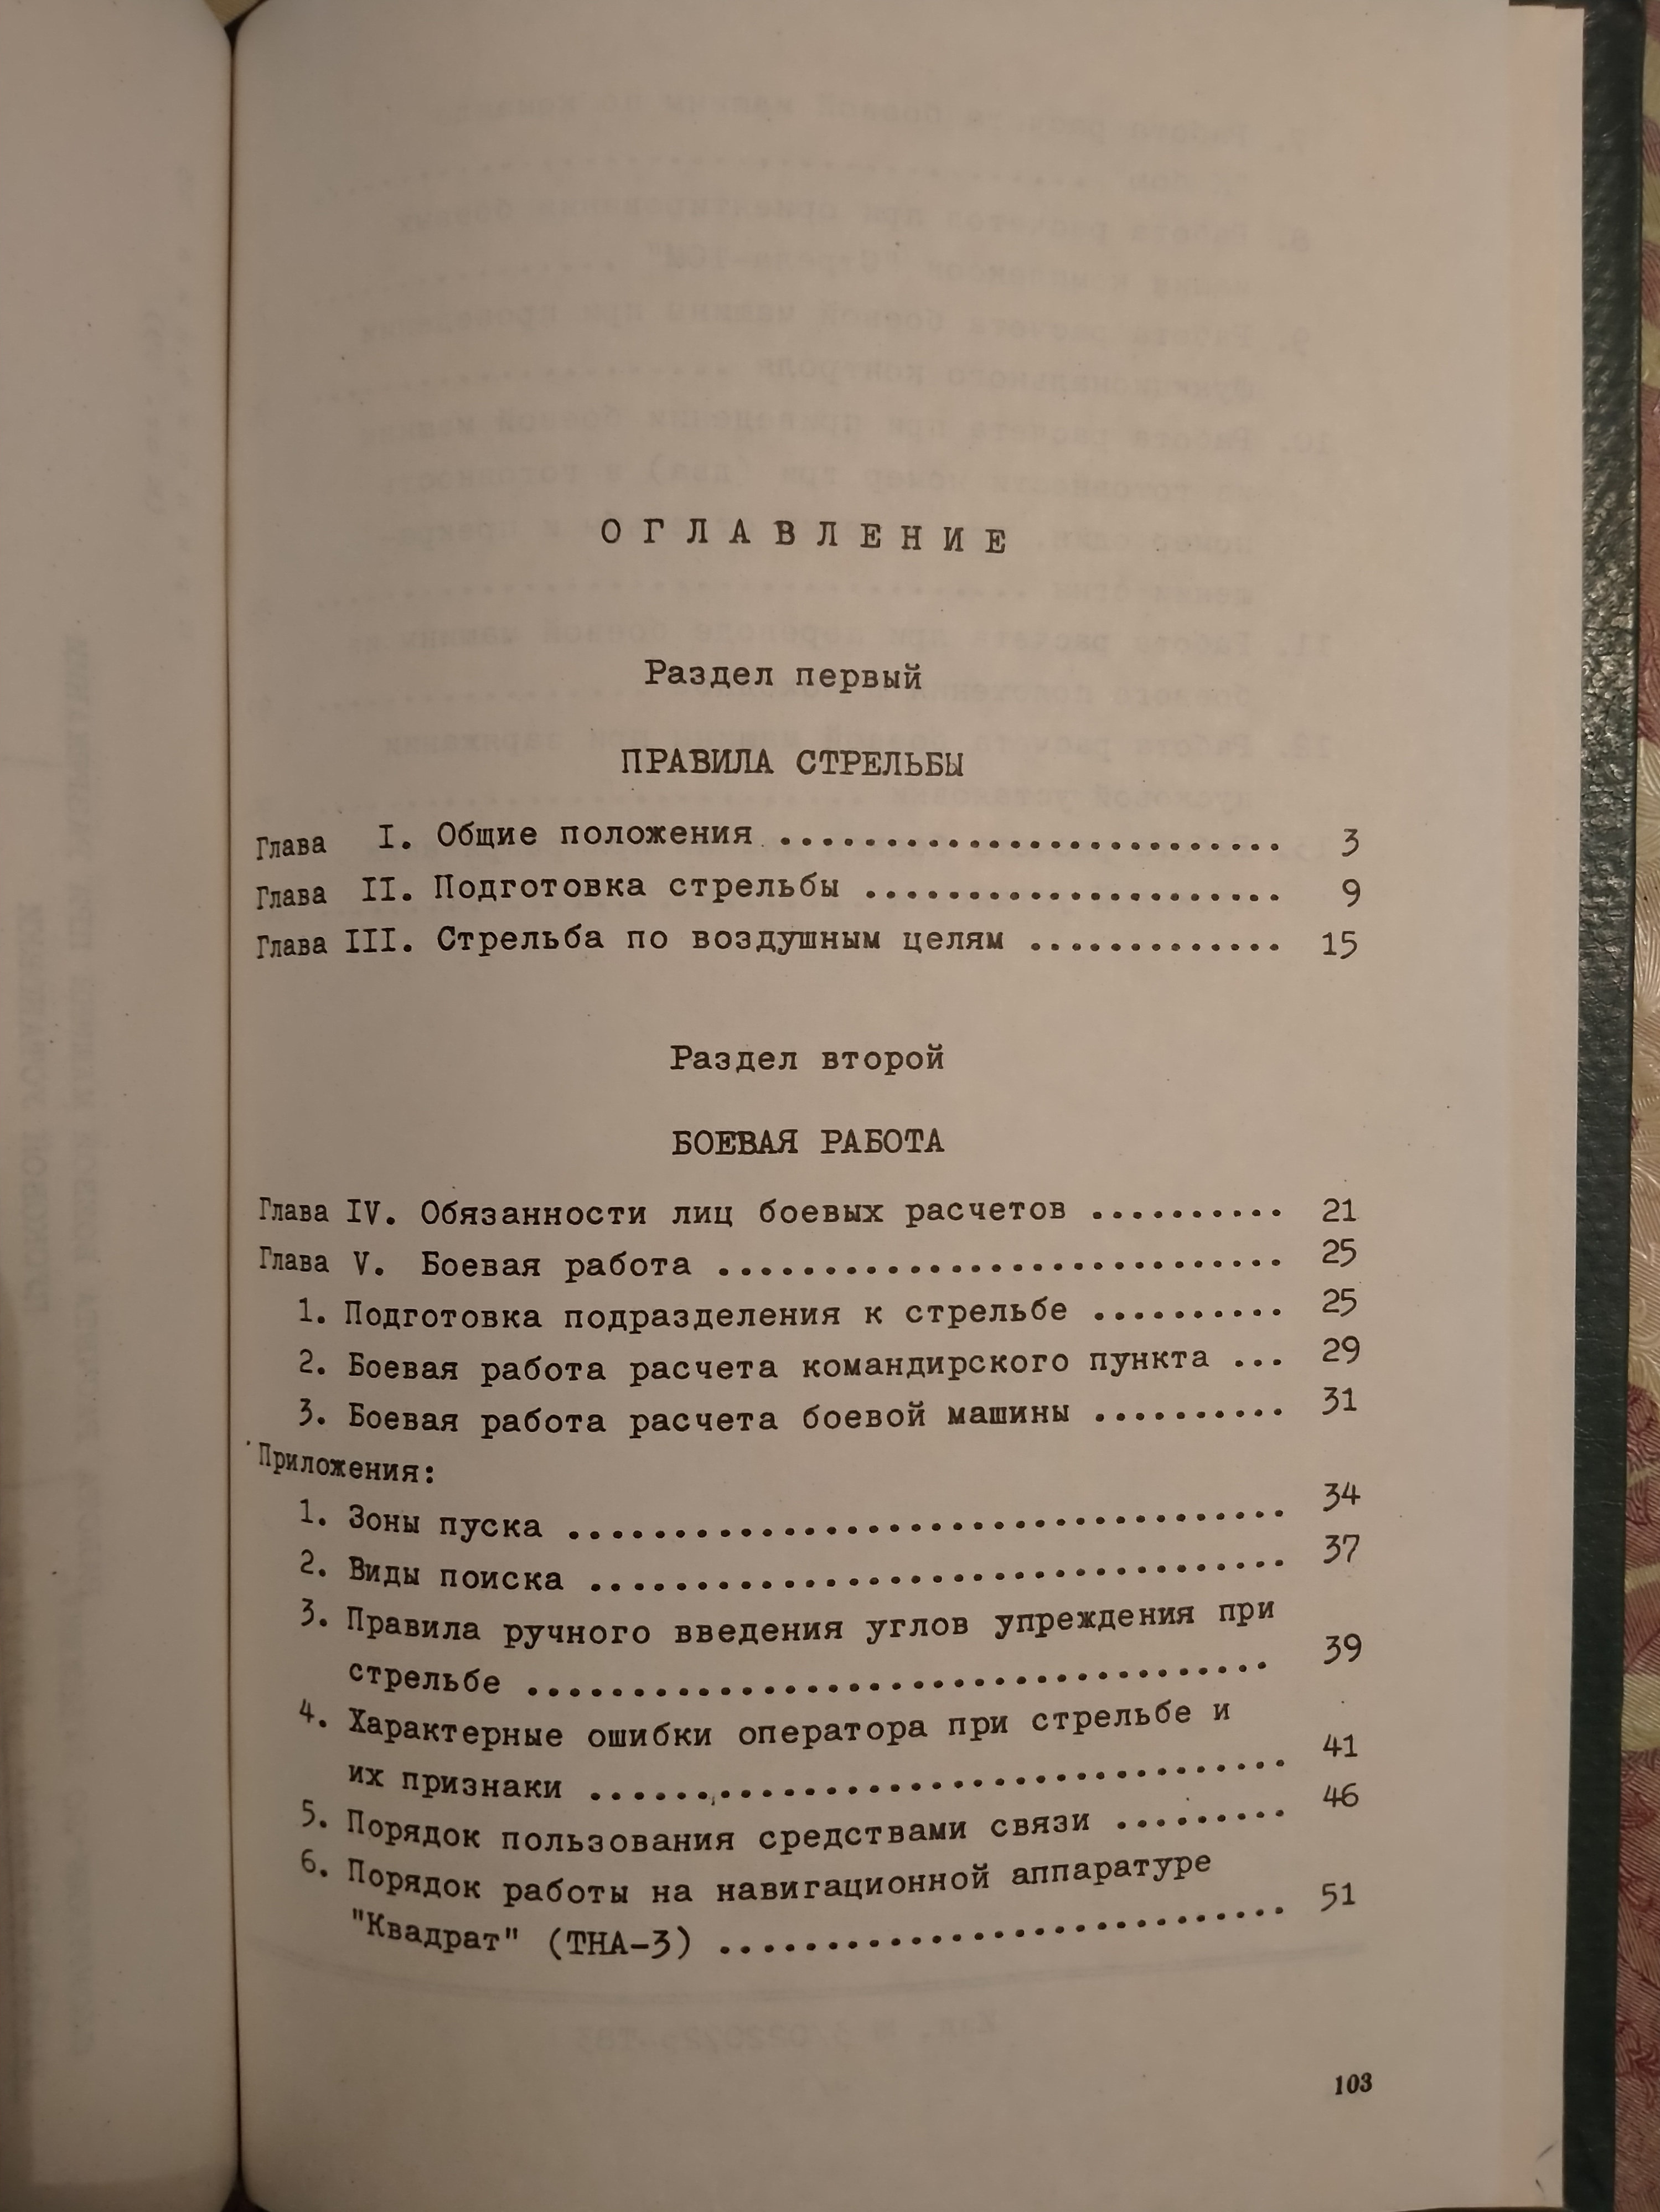 ОГЛАВЛЕНИЕ
Раздел первый
ПРАВИЛА СТРЕЛЬБЫ
Глава I. Общие положения ........................ 3
Глава II. Подготовка стрельбы .................... 9
Глава III. Стрельба по воздушным целям ............ 15
Раздел второй
БОЕВАЯ РАБОТА
Глава IV. Обязанности лиц боевых расчетов .......... 21
Глава V. Боевая работа ........................... 25
1. Подготовка подразделения к стрельбе .......... 25
2. Боевая работа расчета командирского пункта ... 29
3. Боевая работа расчета боевой машины .......... 31
Приложения:
1. Зоны пуска .................................. 34
2. Виды поиска ................................. 37
3. Правила ручного введения углов упреждения при
стрельбе ................................... 39
4. Характерные ошибки оператора при стрельбе и
их признаки ................................. 41
5. Порядок пользования средствами связи ......... 46
6. Порядок работы на навигационной аппаратуре
"Квадрат" (ТНА-3) ........................... 51
103